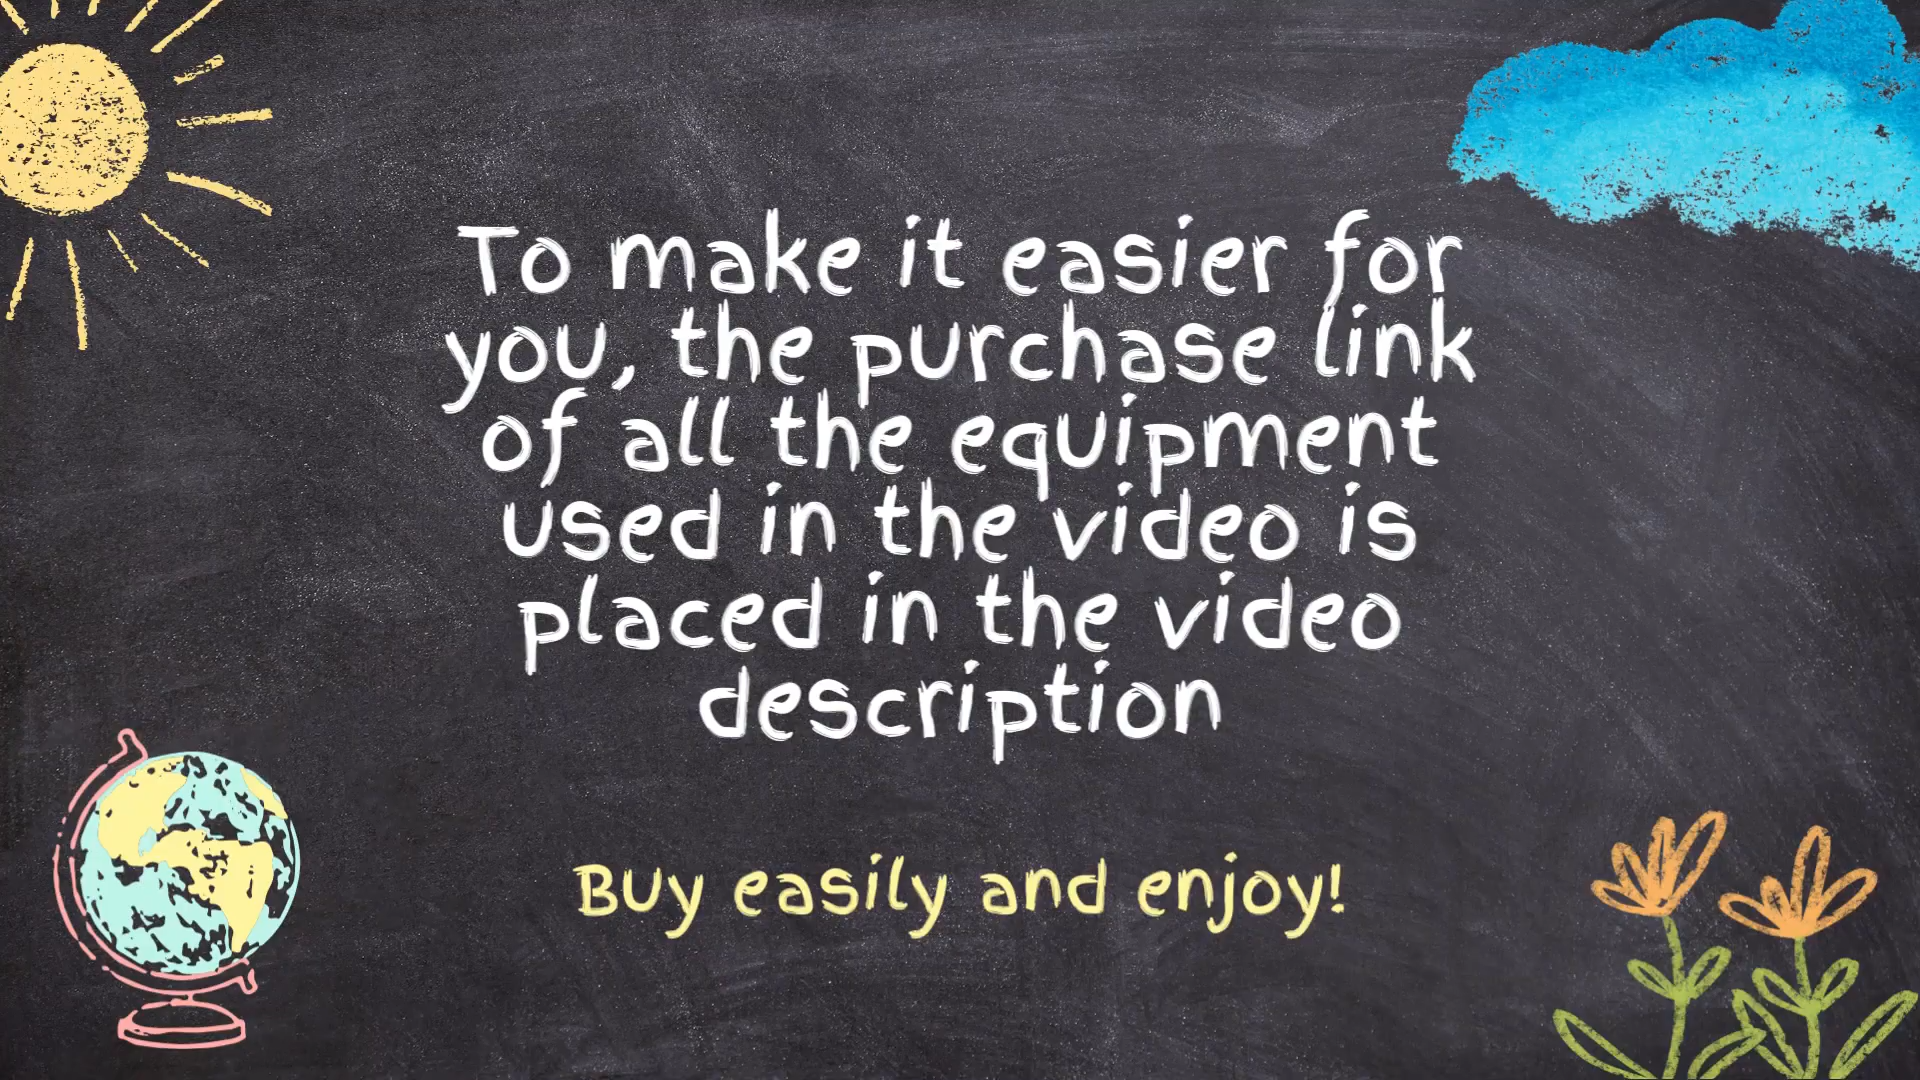 To make it easier for
you, the purchase link
of all the equipment
used in the video is
placed in the video
description
Buy easily and enjoy!